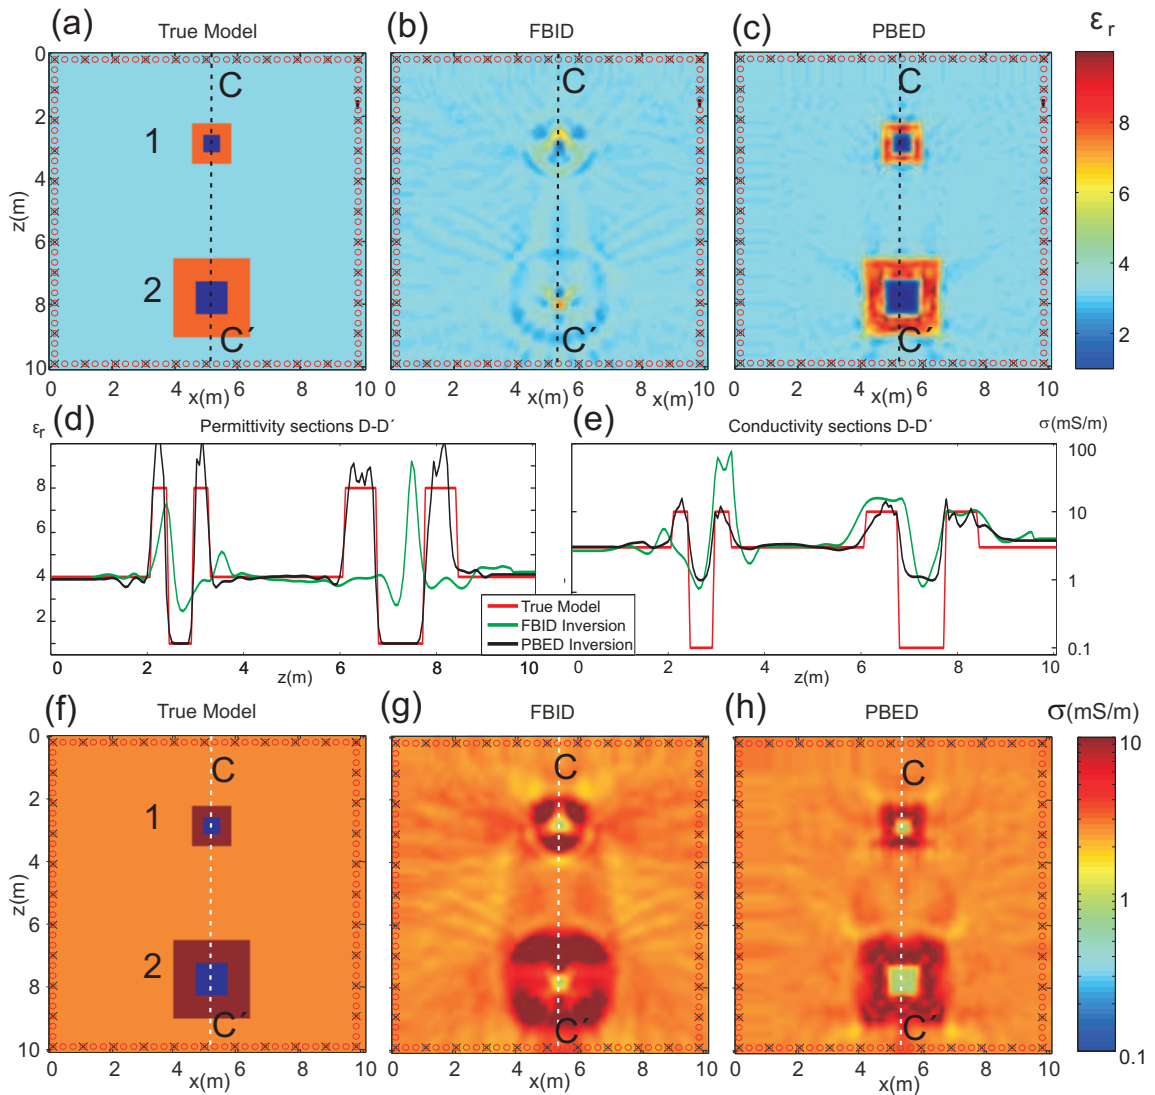 (a)
True Model
(b)
FBID
(c)
PBED
ε r
0
2
4
6
8
10
z(m)
C
1
2
C´
0 2 4 6 8 10
x(m)
C
C´
0 2 4 6 8 10
x(m)
x(m)
C
'
C´
0 2 4 6 8 10
x(m)
8
6
4
2
(d)
εr
Permittivity sections D-D´
8
6
4
2
0 2 4 6 8 10
z(m)
(e)
Conductivity sections D-D´
σ(mS/m)
100
10
1
0.1
0 2 4 6 8 10
z(m)
True Model
FBID Inversion
PBED Inversion
(f)
True Model
(g)
FBID
(h)
PBED
σ(mS/m)
0
2
4
6
8
10
z(m)
C
1
2
C´
0 2 4 6 8 10
x(m)
C
C´
0 2 4 6 8 10
x(m)
C
C´
0 2 4 6 8 10
x(m)
10
1
0.1